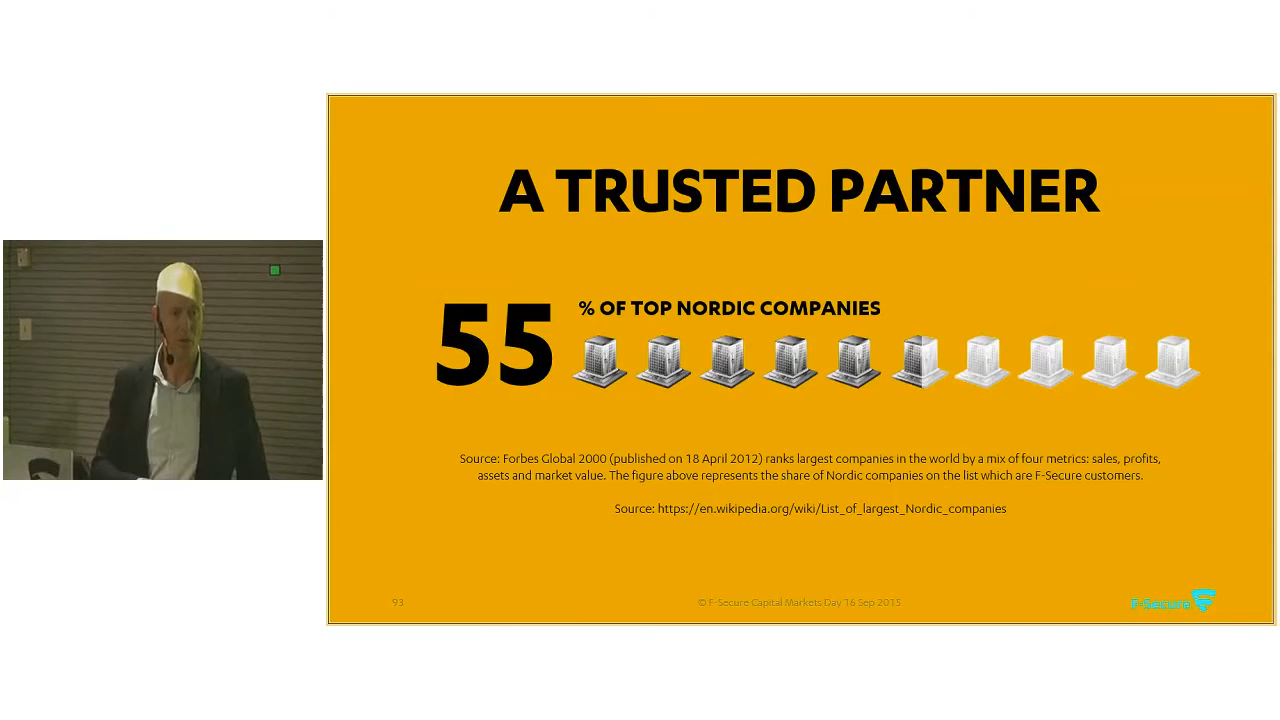 A TRUSTED PARTNER
55
% OF TOP NORDIC COMPANIES
Source: Forbes Global 2000 (published on 18 April 2012) ranks largest companies in the world by a mix of four metrics: sales, profits,
assets and market value. The figure above represents the share of Nordic companies on the list which are F-Secure customers.
Source: https://en.wikipedia.org/wiki/List_of_largest_Nordic_companies
93
© F-Secure Capital Markets Day 16 Sep 2015
F-Secure